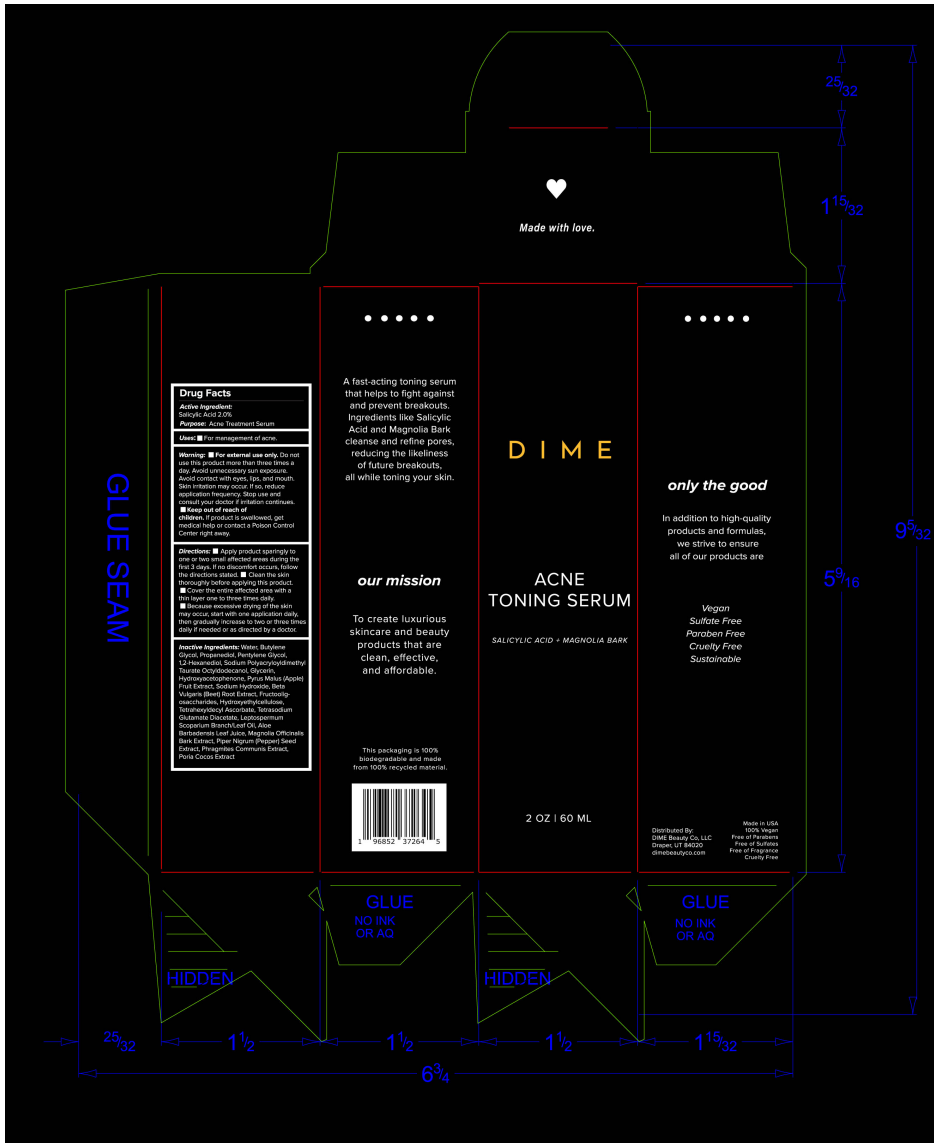 25/32
1 15/32
Made with love.
Drug Facts
Active Ingredient:
Salicylic Acid 2.0%
Purpose: Acne Treatment Serum
Uses: ■ For management of acne.
Warning: ■ For external use only. Do not
use this product more than three times a
day. Avoid unnecessary sun exposure.
Avoid contact with eyes, lips, and mouth.
Skin irritation may occur. If so, reduce
application frequency. Stop use and
consult your doctor if irritation continues.
■ Keep out of reach of
children. If product is swallowed, get
medical help or contact a Poison Control
Center right away.
Directions: ■ Apply product sparingly to
one or two small affected areas during the
first 3 days. If no discomfort occurs, follow
the directions stated. ■ Clean the skin
thoroughly before applying this product.
■ Cover the entire affected area with a
thin layer one to three times daily.
■ Because excessive drying of the skin
may occur, start with one application daily,
then gradually increase to two or three times
daily if needed or as directed by a doctor.
Inactive Ingredients: Water, Butylene
Glycol, Propanediol, Pentylene Glycol,
1,2-Hexanediol, Sodium Polyacryloyldimethyl
Taurate Octyldodecanol, Glycerin,
Hydroxyacetophenone, Pyrus Malus (Apple)
Fruit Extract, Sodium Hydroxide, Beta
Vulgaris (Beet) Root Extract, Fructoolig-
osaccharides, Hydroxyethylcellulose,
Tetrahexyldecyl Ascorbate, Tetrasodium
Glutamate Diacetate, Leptospermum
Scoparium Branch/Leaf Oil, Aloe
Barbadensis Leaf Juice, Magnolia Officinalis
Bark Extract, Piper Nigrum (Pepper) Seed
Extract, Phragmites Communis Extract,
Poria Cocos Extract
A fast-acting toning serum
that helps to fight against
and prevent breakouts.
Ingredients like Salicylic
Acid and Magnolia Bark
cleanse and refine pores,
reducing the likeliness
of future breakouts,
all while toning your skin.
our mission
To create luxurious
skincare and beauty
products that are
clean, effective,
and affordable.
This packaging is 100%
biodegradable and made
from 100% recycled material.
1 96852 37264 5
DIME
ACNE
TONING SERUM
SALICYLIC ACID + MAGNOLIA BARK
2 OZ | 60 ML
only the good
In addition to high-quality
products and formulas,
we strive to ensure
all of our products are
Vegan
Sulfate Free
Paraben Free
Cruelty Free
Sustainable
Distributed By:
DIME Beauty Co, LLC
Draper, UT 84020
dimebeautyco.com
Made in USA
100% Vegan
Free of Parabens
Free of Sulfates
Free of Fragrance
Cruelty Free
GLUE SEAM
9 5/32
5 9/16
GLUE
NO INK
OR AQ
GLUE
NO INK
OR AQ
HIDDEN
HIDDEN
25/32
1 1/2
1 1/2
1 1/2
1 15/32
6 3/4